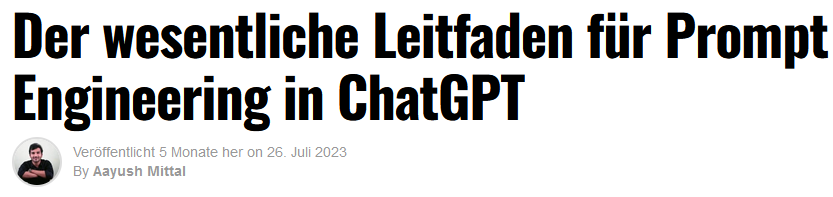 Der wesentliche Leitfaden für Prompt
Engineering in ChatGPT
Veröffentlicht 5 Monate her on 26. Juli 2023
By Aayush Mittal